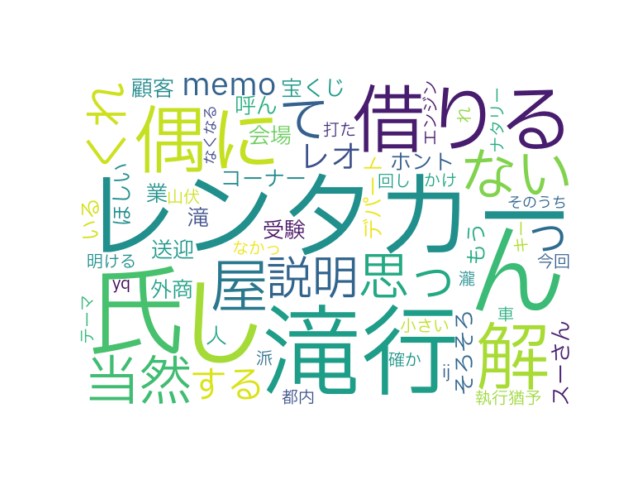 顧客
memo
宝くじ
エンジン
借りる
くれ
偶に
呼ん
なくなる
て
打た
会場
レオ
ホント
れ
ナタリー
ほしい
業
山伏
コーナー
デパート
回し
かけ
ない
いる
滝
レンタカー
そのうち
受験
つ
もう
キー
今回
明ける
送迎
なかっ
yq
外商
屋
説明
思っ
瀧
ん
テーマ
氏
し
滝行
人
小さい
車
そろそろ
解
スーさん
当然
する
派
確か
ij
都内
執行猶予